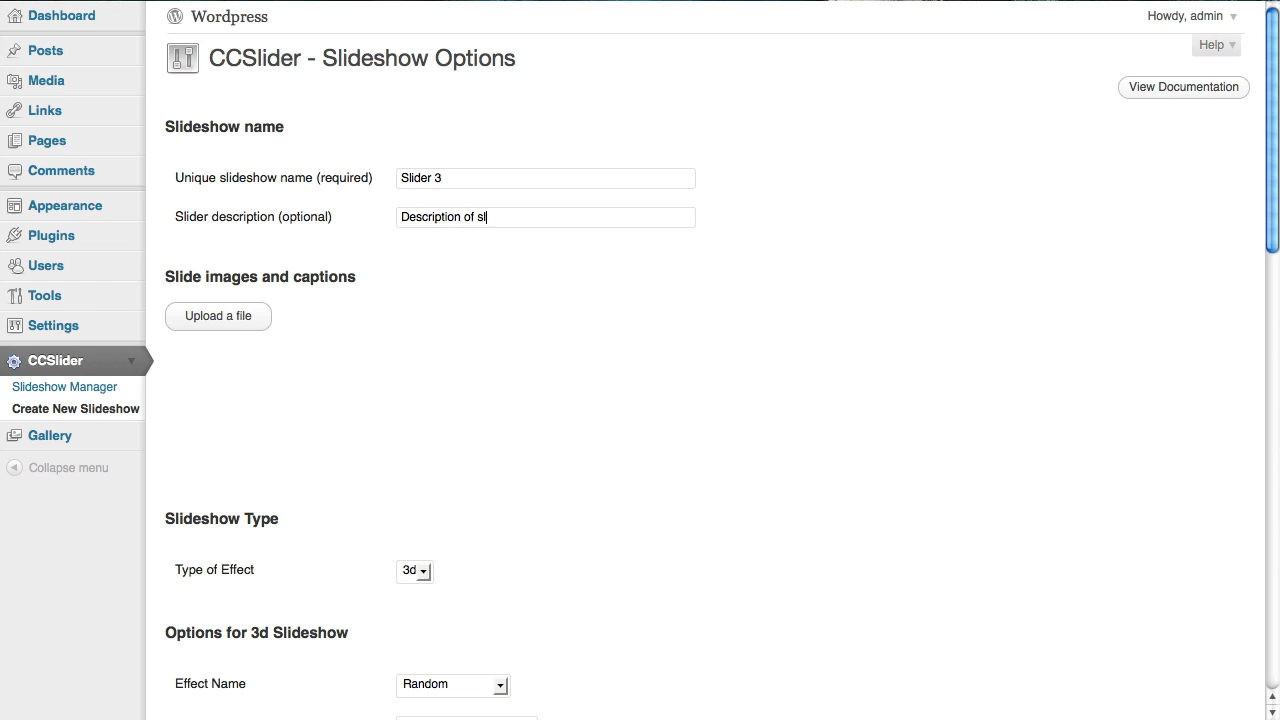 Dashboard
Posts
Media
Links
Pages
Comments
Appearance
Plugins
Users
Tools
Settings
CCSlider
Slideshow Manager
Create New Slideshow
Gallery
Collapse menu
Wordpress
Howdy, admin
Help
CCSlider - Slideshow Options
View Documentation
Slideshow name
Unique slideshow name (required)
Slider 3
Slider description (optional)
Description of sl
Slide images and captions
Upload a file
Slideshow Type
Type of Effect
3d
Options for 3d Slideshow
Effect Name
Random